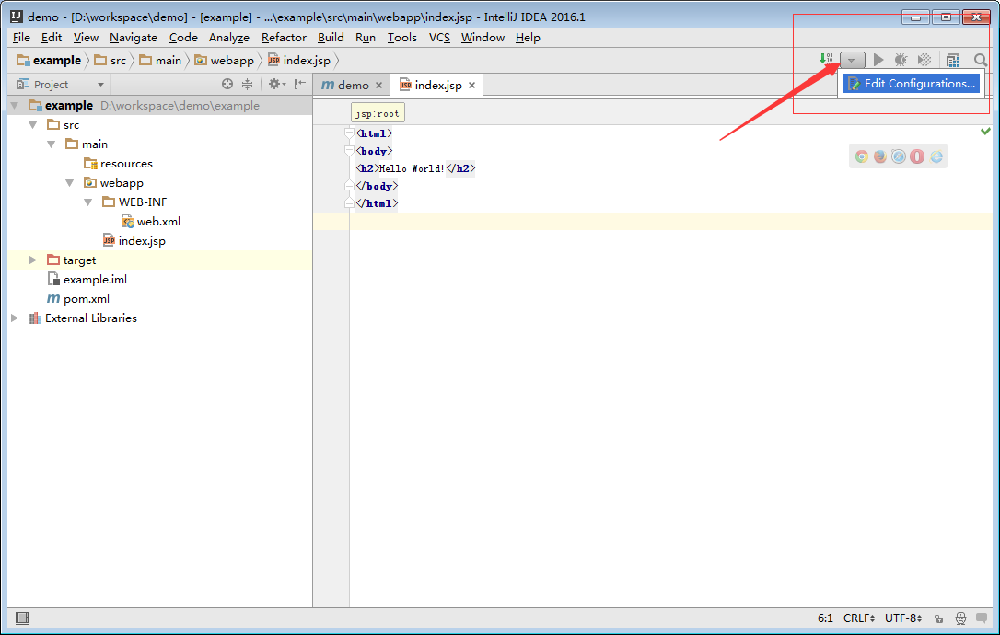 demo - [D:\workspace\demo] - [example] - ...\example\src\main\webapp\index.jsp - IntelliJ IDEA 2016.1
File Edit View Navigate Code Analyze Refactor Build Run Tools VCS Window Help
example src main webapp index.jsp
Project
m demo index.jsp
Edit Configurations...
example D:\workspace\demo\example
src
main
resources
webapp
WEB-INF
web.xml
index.jsp
target
example.iml
m pom.xml
External Libraries
jsp:root
<html>
<body>
<h2>Hello World!</h2>
</body>
</html>
6:1 CRLF UTF-8